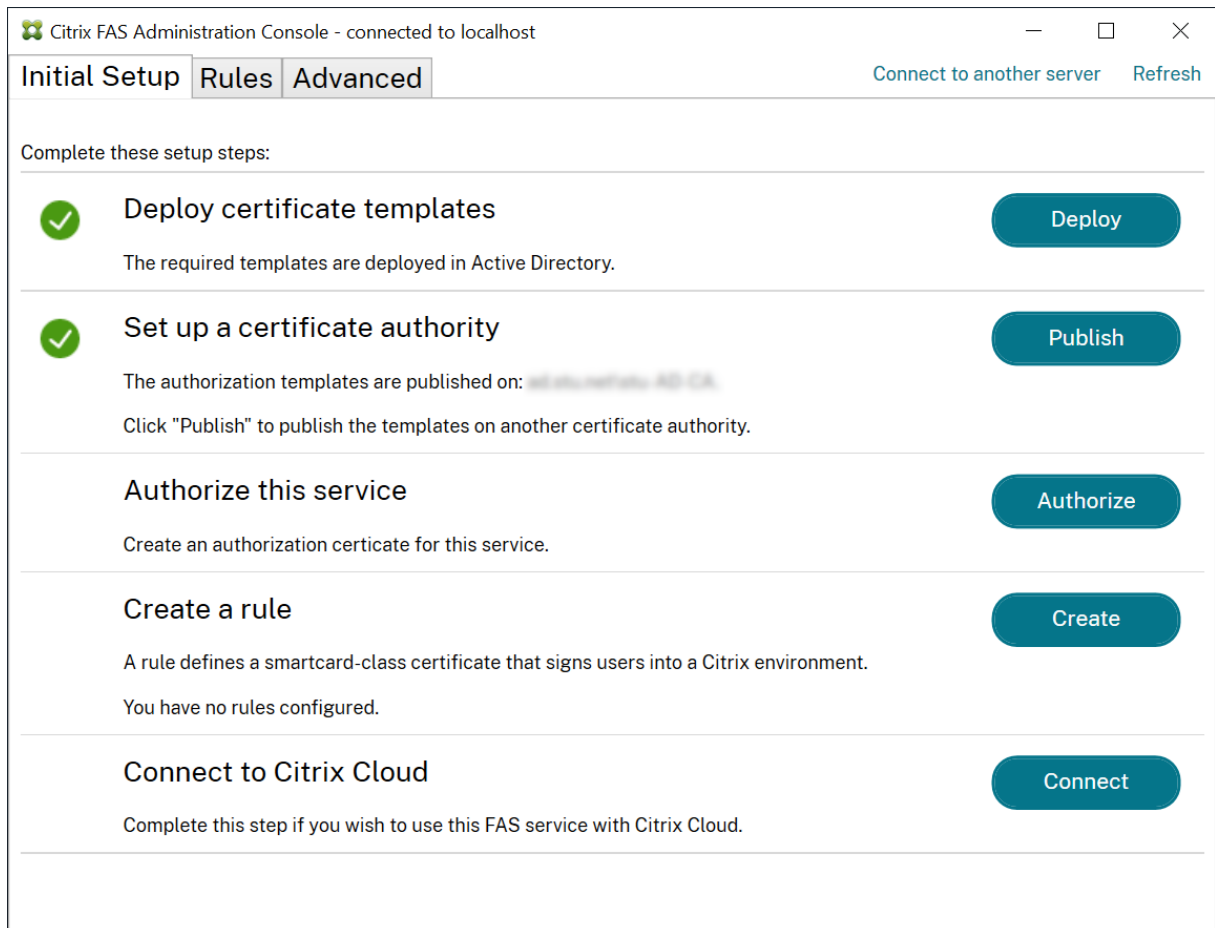 Citrix FAS Administration Console - connected to localhost
Initial Setup Rules Advanced Connect to another server Refresh
Complete these setup steps:
Deploy certificate templates
Deploy
The required templates are deployed in Active Directory.
Set up a certificate authority
Publish
The authorization templates are published on:
Click "Publish" to publish the templates on another certificate authority.
Authorize this service
Authorize
Create an authorization certicate for this service.
Create a rule
Create
A rule defines a smartcard-class certificate that signs users into a Citrix environment.
You have no rules configured.
Connect to Citrix Cloud
Connect
Complete this step if you wish to use this FAS service with Citrix Cloud.